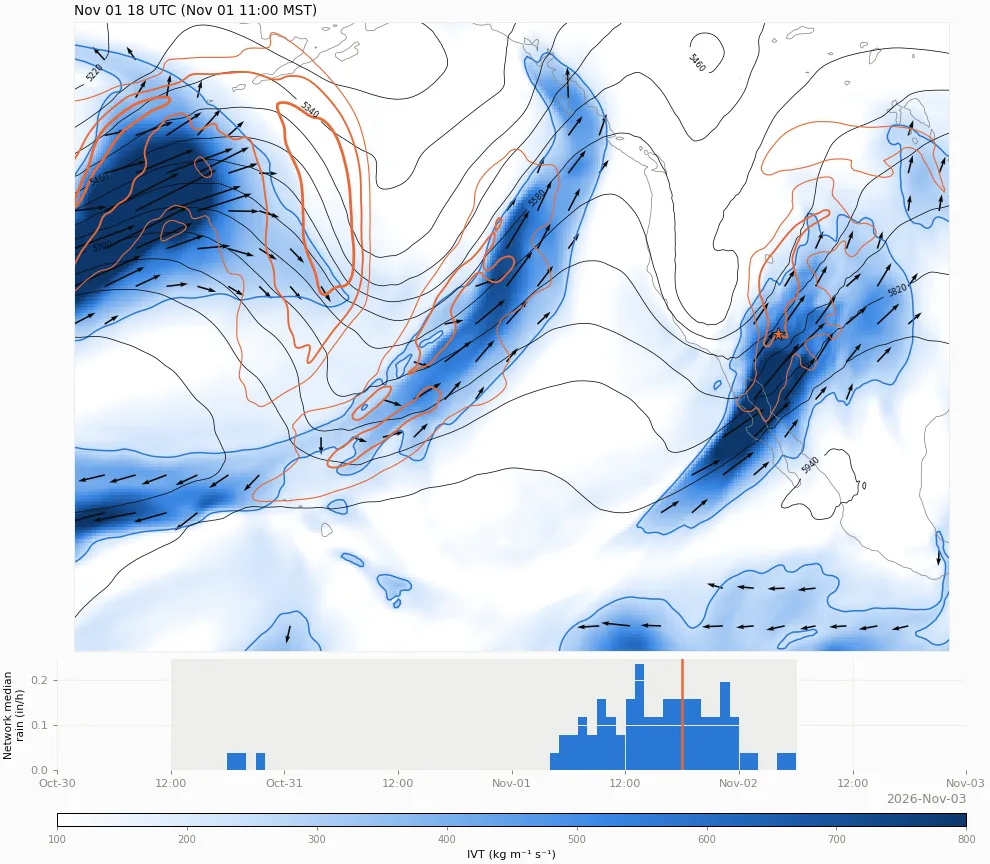 Nov 01 18 UTC (Nov 01 11:00 MST)
5220
5340
5460
5460
5580
5700
5820
5940
Network median
rain (in/h)
0.2
0.1
0.0
Oct-30
12:00
Oct-31
12:00
Nov-01
12:00
Nov-02
12:00
Nov-03
2026-Nov-03
100
200
300
400
500
600
700
800
IVT (kg m⁻¹ s⁻¹)